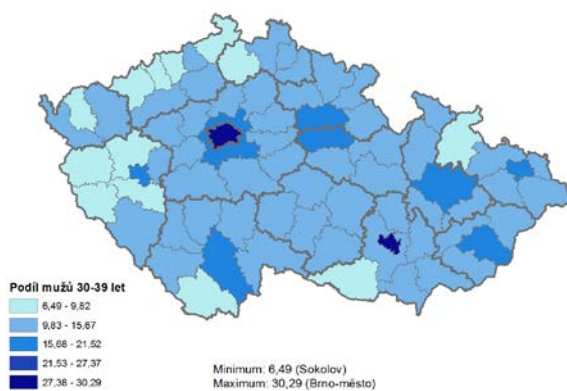 Podíl mužů 30-39 let
6,49 - 9,82
9,83 - 15,67
15,68 - 21,52
21,53 - 27,37
27,38 - 30,29
Minimum: 6,49 (Sokolov)
Maximum: 30,29 (Brno-město)